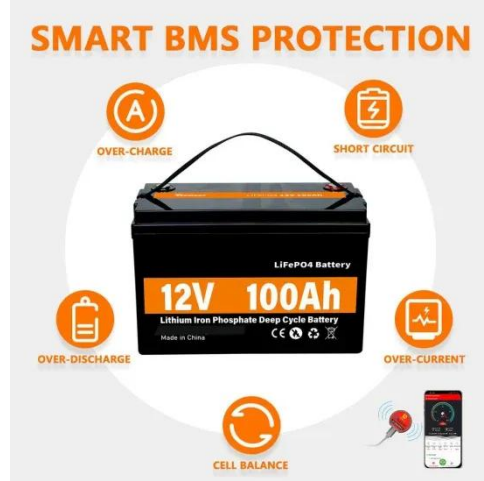 SMART BMS PROTECTION
OVER-CHARGE
SHORT CIRCUIT
LiFePO4 Battery
12V 100Ah
Lithium Iron Phosphate Deep Cycle Battery
Made in China
CE
OVER-DISCHARGE
OVER-CURRENT
CELL BALANCE